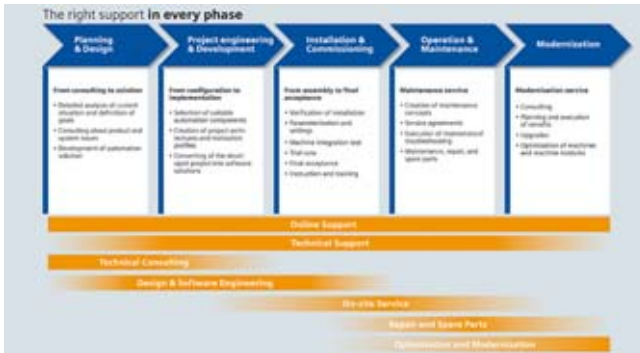 The right support in every phase
Planning
& Design
Project engineering
& Development
Installation &
Commissioning
Operation &
Maintenance
Modernization
From consulting to solution
• Detailed analysis of current
situation and definition of
goals
• Consulting about product and
system issues
• Development of automation
solution
From configuration to
implementation
• Selection of suitable
automation components
• Creation of project
and
profiles
• Converting of the
project into software
solutions
From assembly to final
acceptance
• Verification of installation
• Parameterization and
settings
• Machine integration test
• Trial runs
• Final acceptance
• Instruction and training
Maintenance service
• Creation of maintenance
concepts
• Service agreements
• Execution of
troubleshooting
• Maintenance, repair, and
spare parts
Modernization service
• Consulting
• Planning and execution
of
• Upgrades
• Optimization of machines
and machine modules
Online Support
Technical Support
Technical Consulting
Design & Software Engineering
On-site Service
Repair and Spare Parts
Optimization and Modernization